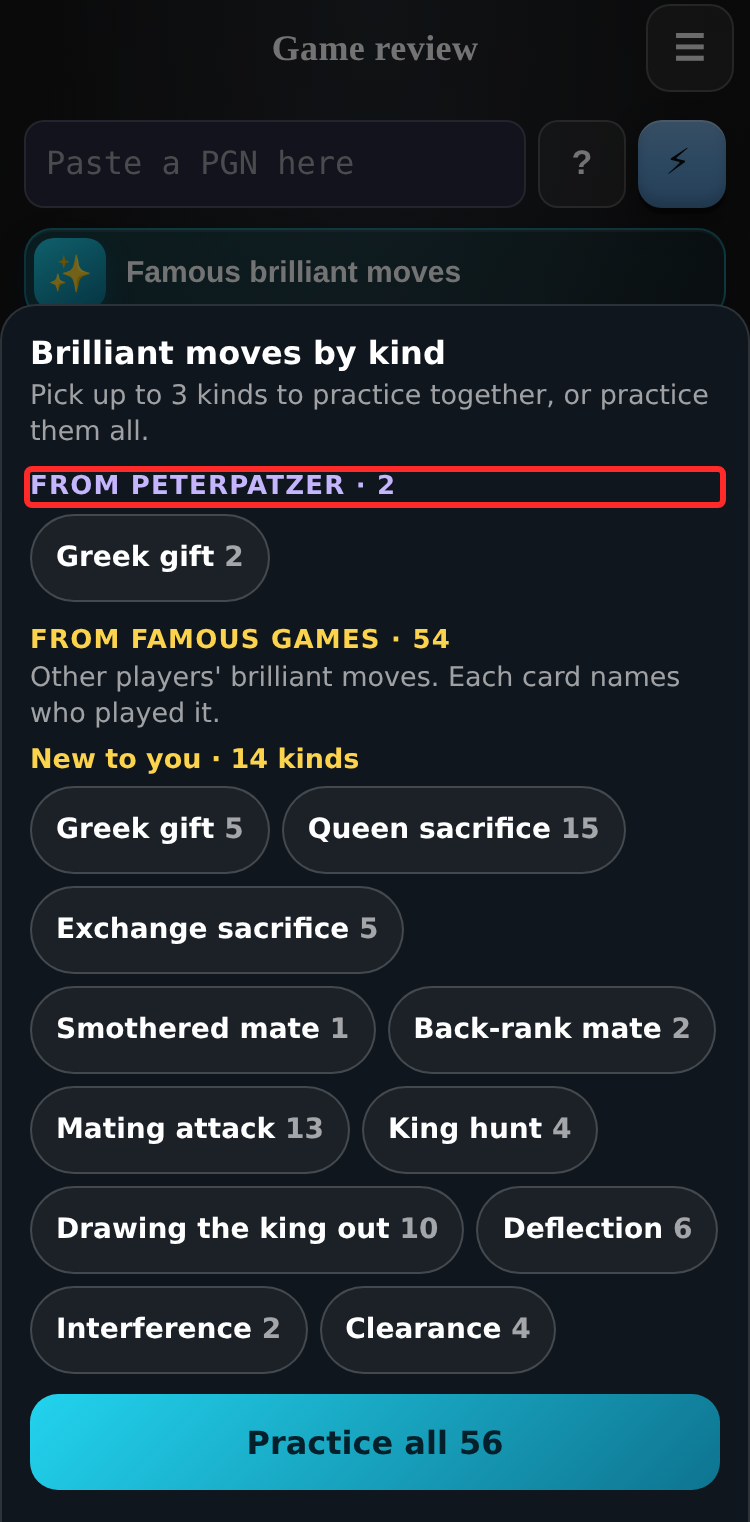 Game review
☰
Paste a PGN here
?
⚡
✨ Famous brilliant moves
Brilliant moves by kind
Pick up to 3 kinds to practice together, or practice
them all.
FROM PETERPATZER · 2
Greek gift 2
FROM FAMOUS GAMES · 54
Other players' brilliant moves. Each card names
who played it.
New to you · 14 kinds
Greek gift 5
Queen sacrifice 15
Exchange sacrifice 5
Smothered mate 1
Back-rank mate 2
Mating attack 13
King hunt 4
Drawing the king out 10
Deflection 6
Interference 2
Clearance 4
Practice all 56